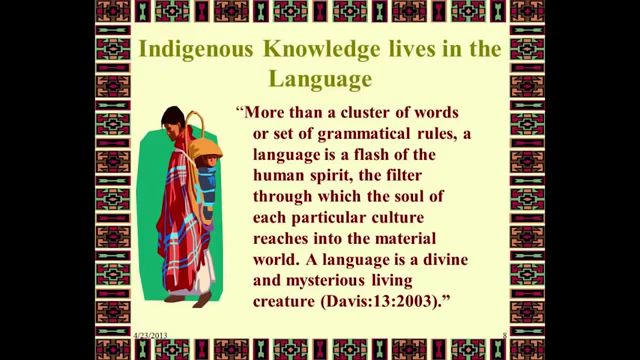 Indigenous Knowledge lives in the
Language
“More than a cluster of words
or set of grammatical rules, a
language is a flash of the
human spirit, the filter
through which the soul of
each particular culture
reaches into the material
world. A language is a divine
and mysterious living
creature (Davis:13:2003).”
4/23/2013
8